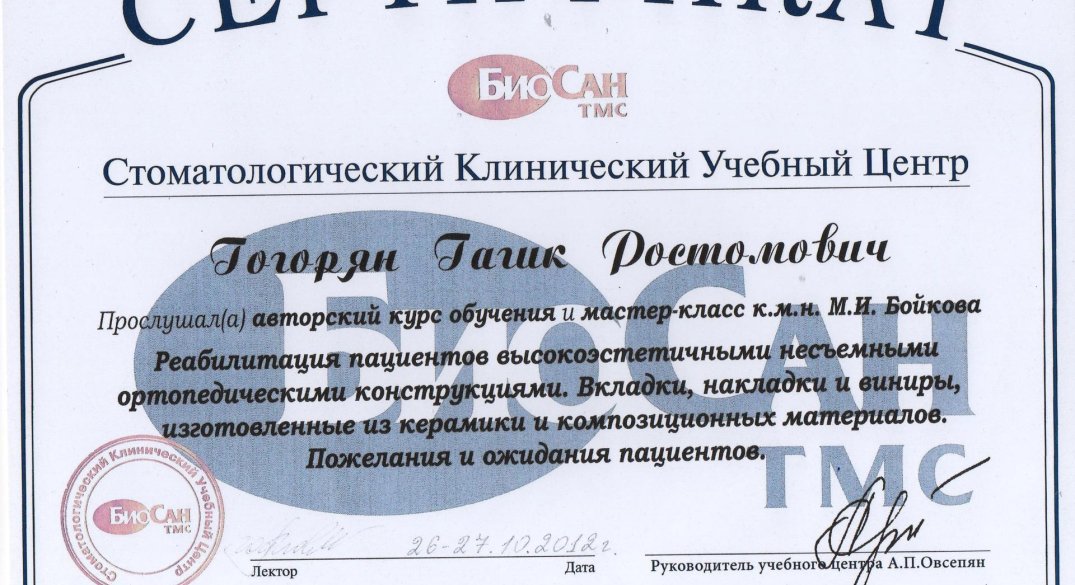 СЕРТИФИКАТ
БиоСан
ТМС
Стоматологический Клинический Учебный Центр
Гогорян Гагик Ростомович
Прослушал(а) авторский курс обучения и мастер-класс к.м.н. М.И. Бойкова
Реабилитация пациентов высокоэстетичными несъемными
ортопедическими конструкциями. Вкладки, накладки и виниры,
изготовленные из керамики и композиционных материалов.
Пожелания и ожидания пациентов.
БиоСан
ТМС
Стоматологический Клинический Учебный Центр
БиоСан
ТМС
26-27.10.2012г.
Лектор
Дата
Руководитель учебного центра А.П.Овсепян